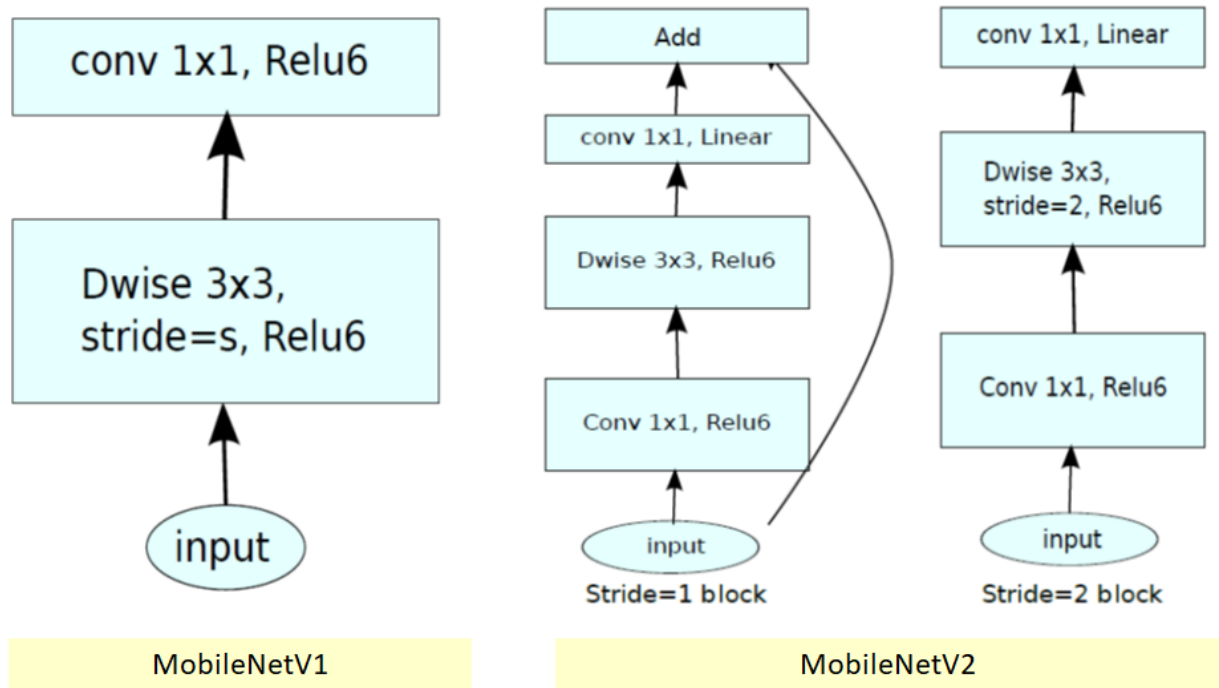 conv 1x1, Relu6
Dwise 3x3,
stride=s, Relu6
input
MobileNetV1
Add
conv 1x1, Linear
Dwise 3x3, Relu6
Conv 1x1, Relu6
input
Stride=1 block
conv 1x1, Linear
Dwise 3x3,
stride=2, Relu6
Conv 1x1, Relu6
input
Stride=2 block
MobileNetV2